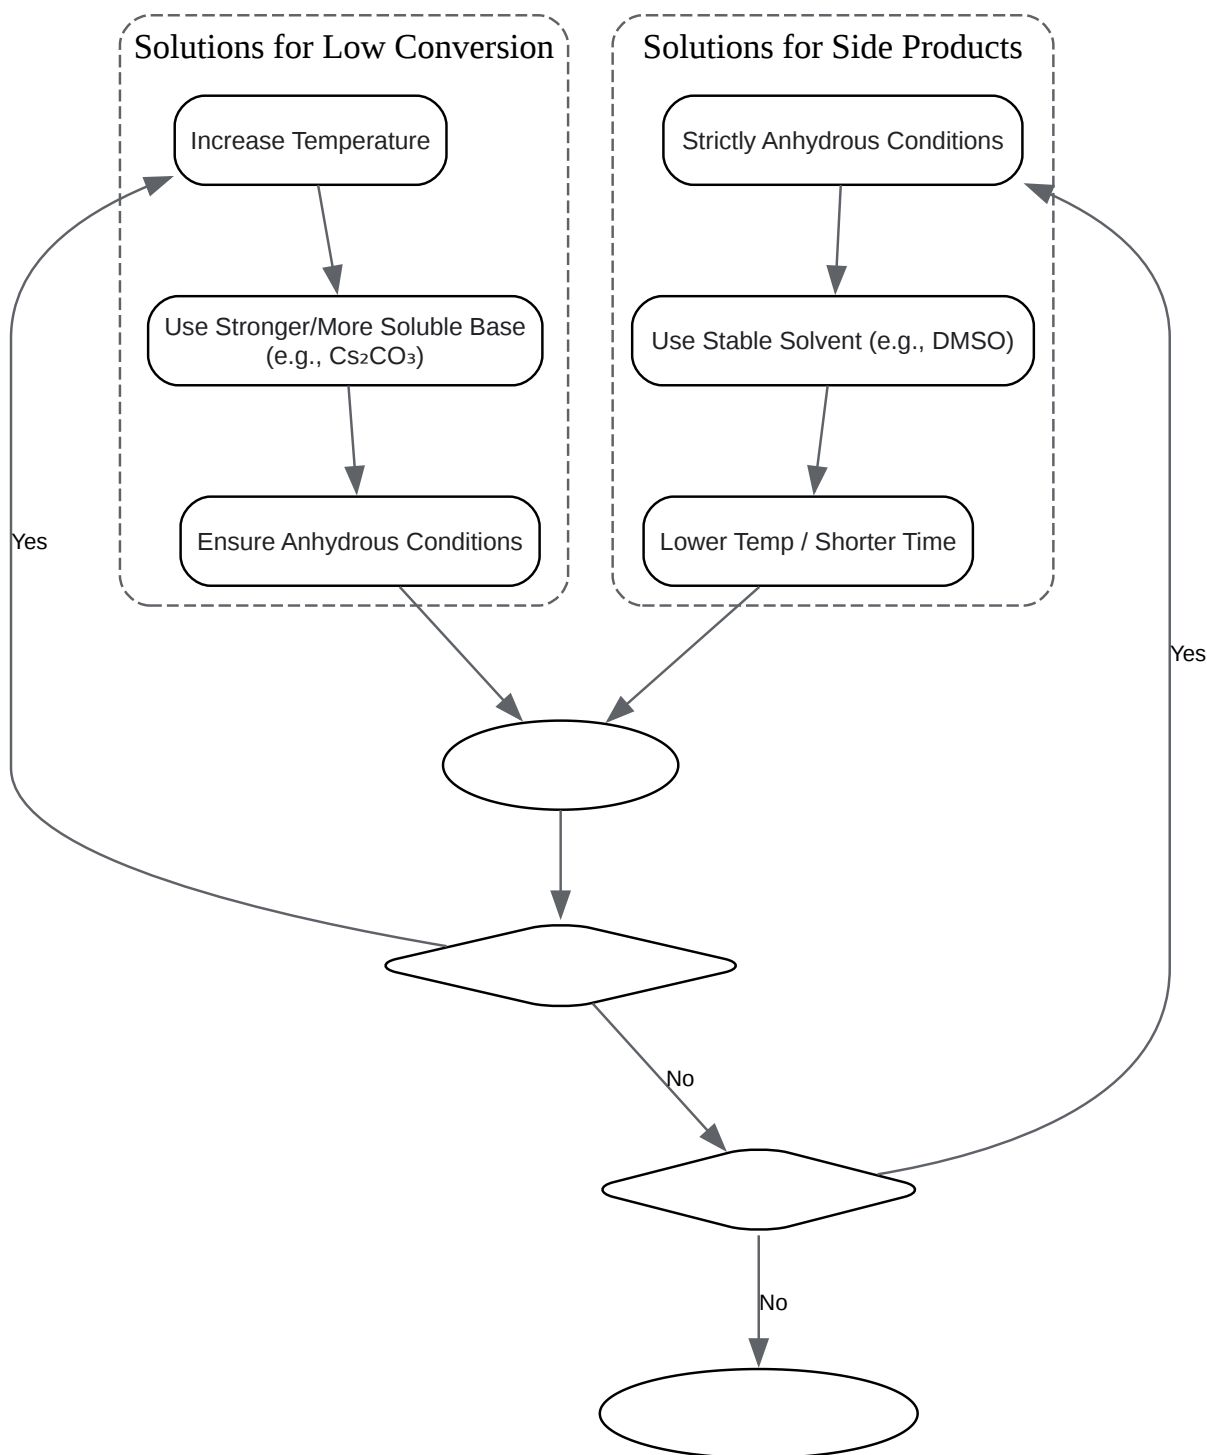 Solutions for Low Conversion
Solutions for Side Products
Increase Temperature
Strictly Anhydrous Conditions
Use Stronger/More Soluble Base
(e.g., Cs₂CO₃)
Use Stable Solvent (e.g., DMSO)
Ensure Anhydrous Conditions
Lower Temp / Shorter Time
Yes
Yes
No
No